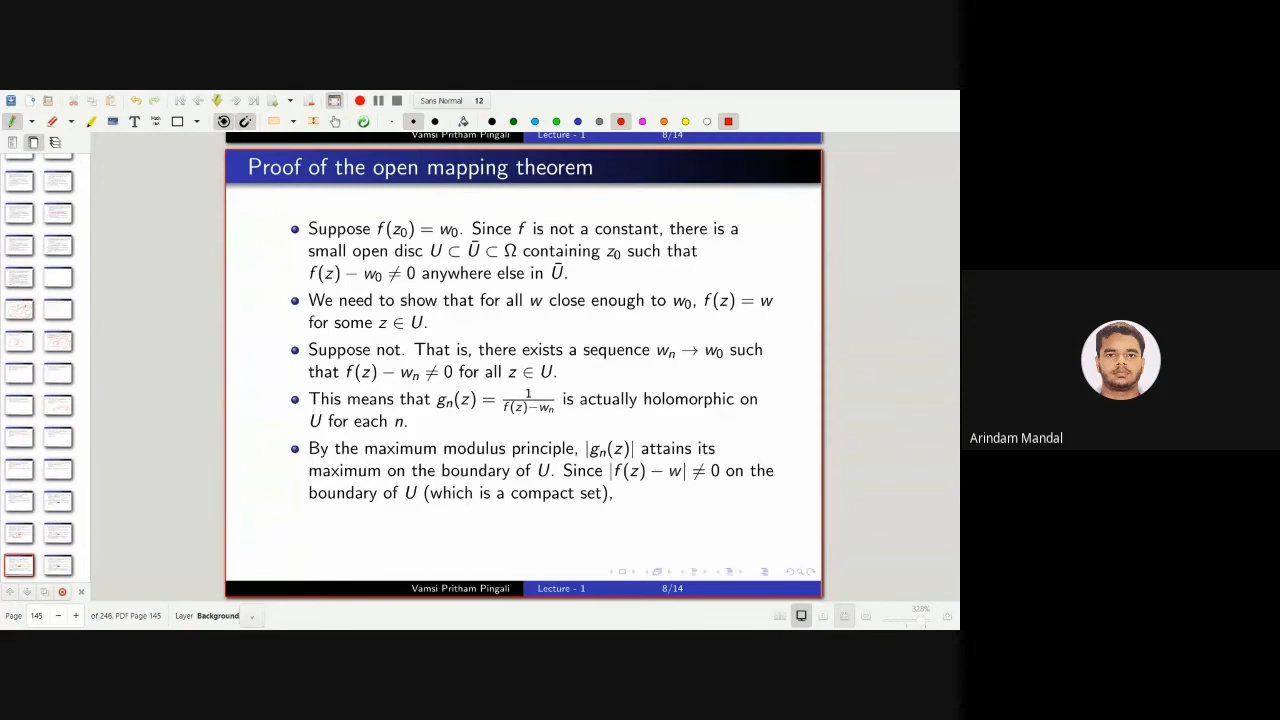 Sans Normal 12
Vamsi Pritham Pingali Lecture - 1 8/14
Proof of the open mapping theorem
Suppose f(z₀) = w₀. Since f is not a constant, there is a
small open disc U ⊂ Ū ⊂ Ω containing z₀ such that
f(z) − w₀ ≠ 0 anywhere else in Ū.
We need to show that for all w close enough to w₀, f(z) = w
for some z ∈ U.
Suppose not. That is, there exists a sequence wₙ → w₀ such
that f(z) − wₙ ≠ 0 for all z ∈ U.
This means that gₙ(z) = 1/(f(z)−wₙ) is actually holomorphic on
U for each n.
By the maximum modulus principle, |gₙ(z)| attains its
maximum on the boundary of U. Since |f(z) − w| ≠ 0 on the
boundary of U (which is a compact set),
Vamsi Pritham Pingali Lecture - 1 8/14
Page 145 − + of 246, PDF Page 145 Layer Background
328%
Arindam Mandal